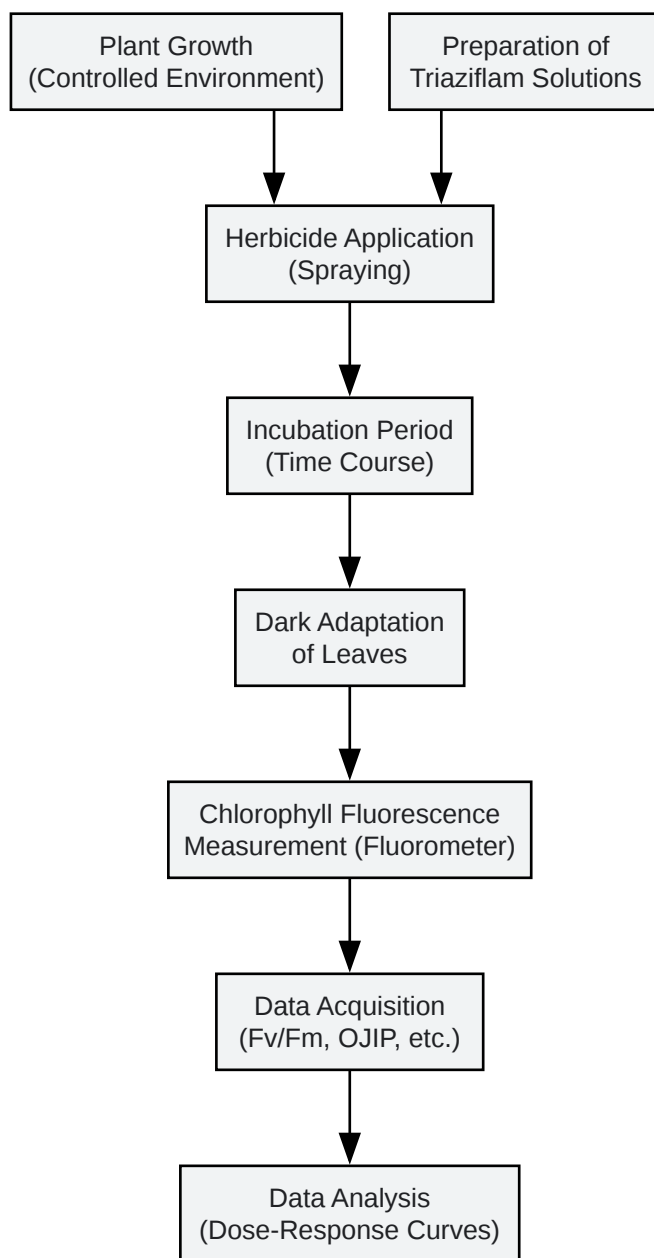 Plant Growth
(Controlled Environment)
Preparation of
Triaziflam Solutions
Herbicide Application
(Spraying)
Incubation Period
(Time Course)
Dark Adaptation
of Leaves
Chlorophyll Fluorescence
Measurement (Fluorometer)
Data Acquisition
(Fv/Fm, OJIP, etc.)
Data Analysis
(Dose-Response Curves)